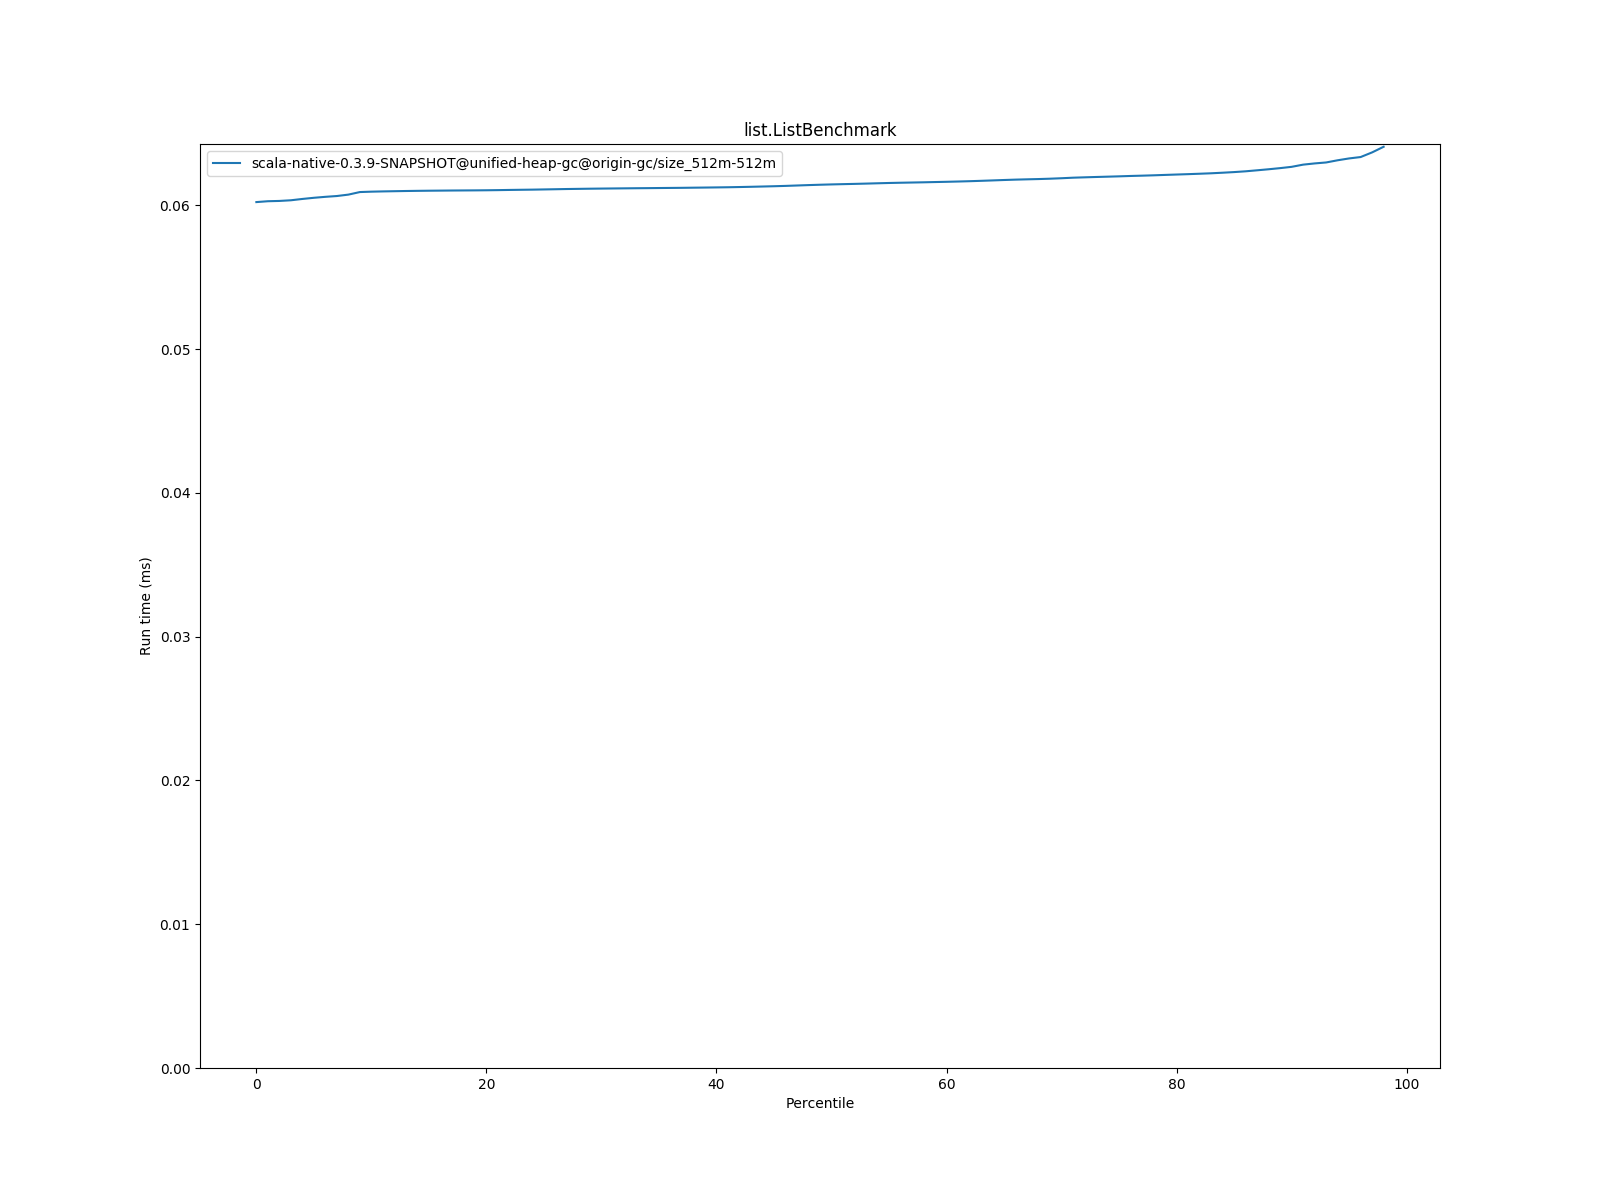 list.ListBenchmark
scala-native-0.3.9-SNAPSHOT@unified-heap-gc@origin-gc/size_512m-512m
0.06
0.05
0.04
0.03
0.02
0.01
0.00
Run time (ms)
0 20 40 60 80 100
Percentile